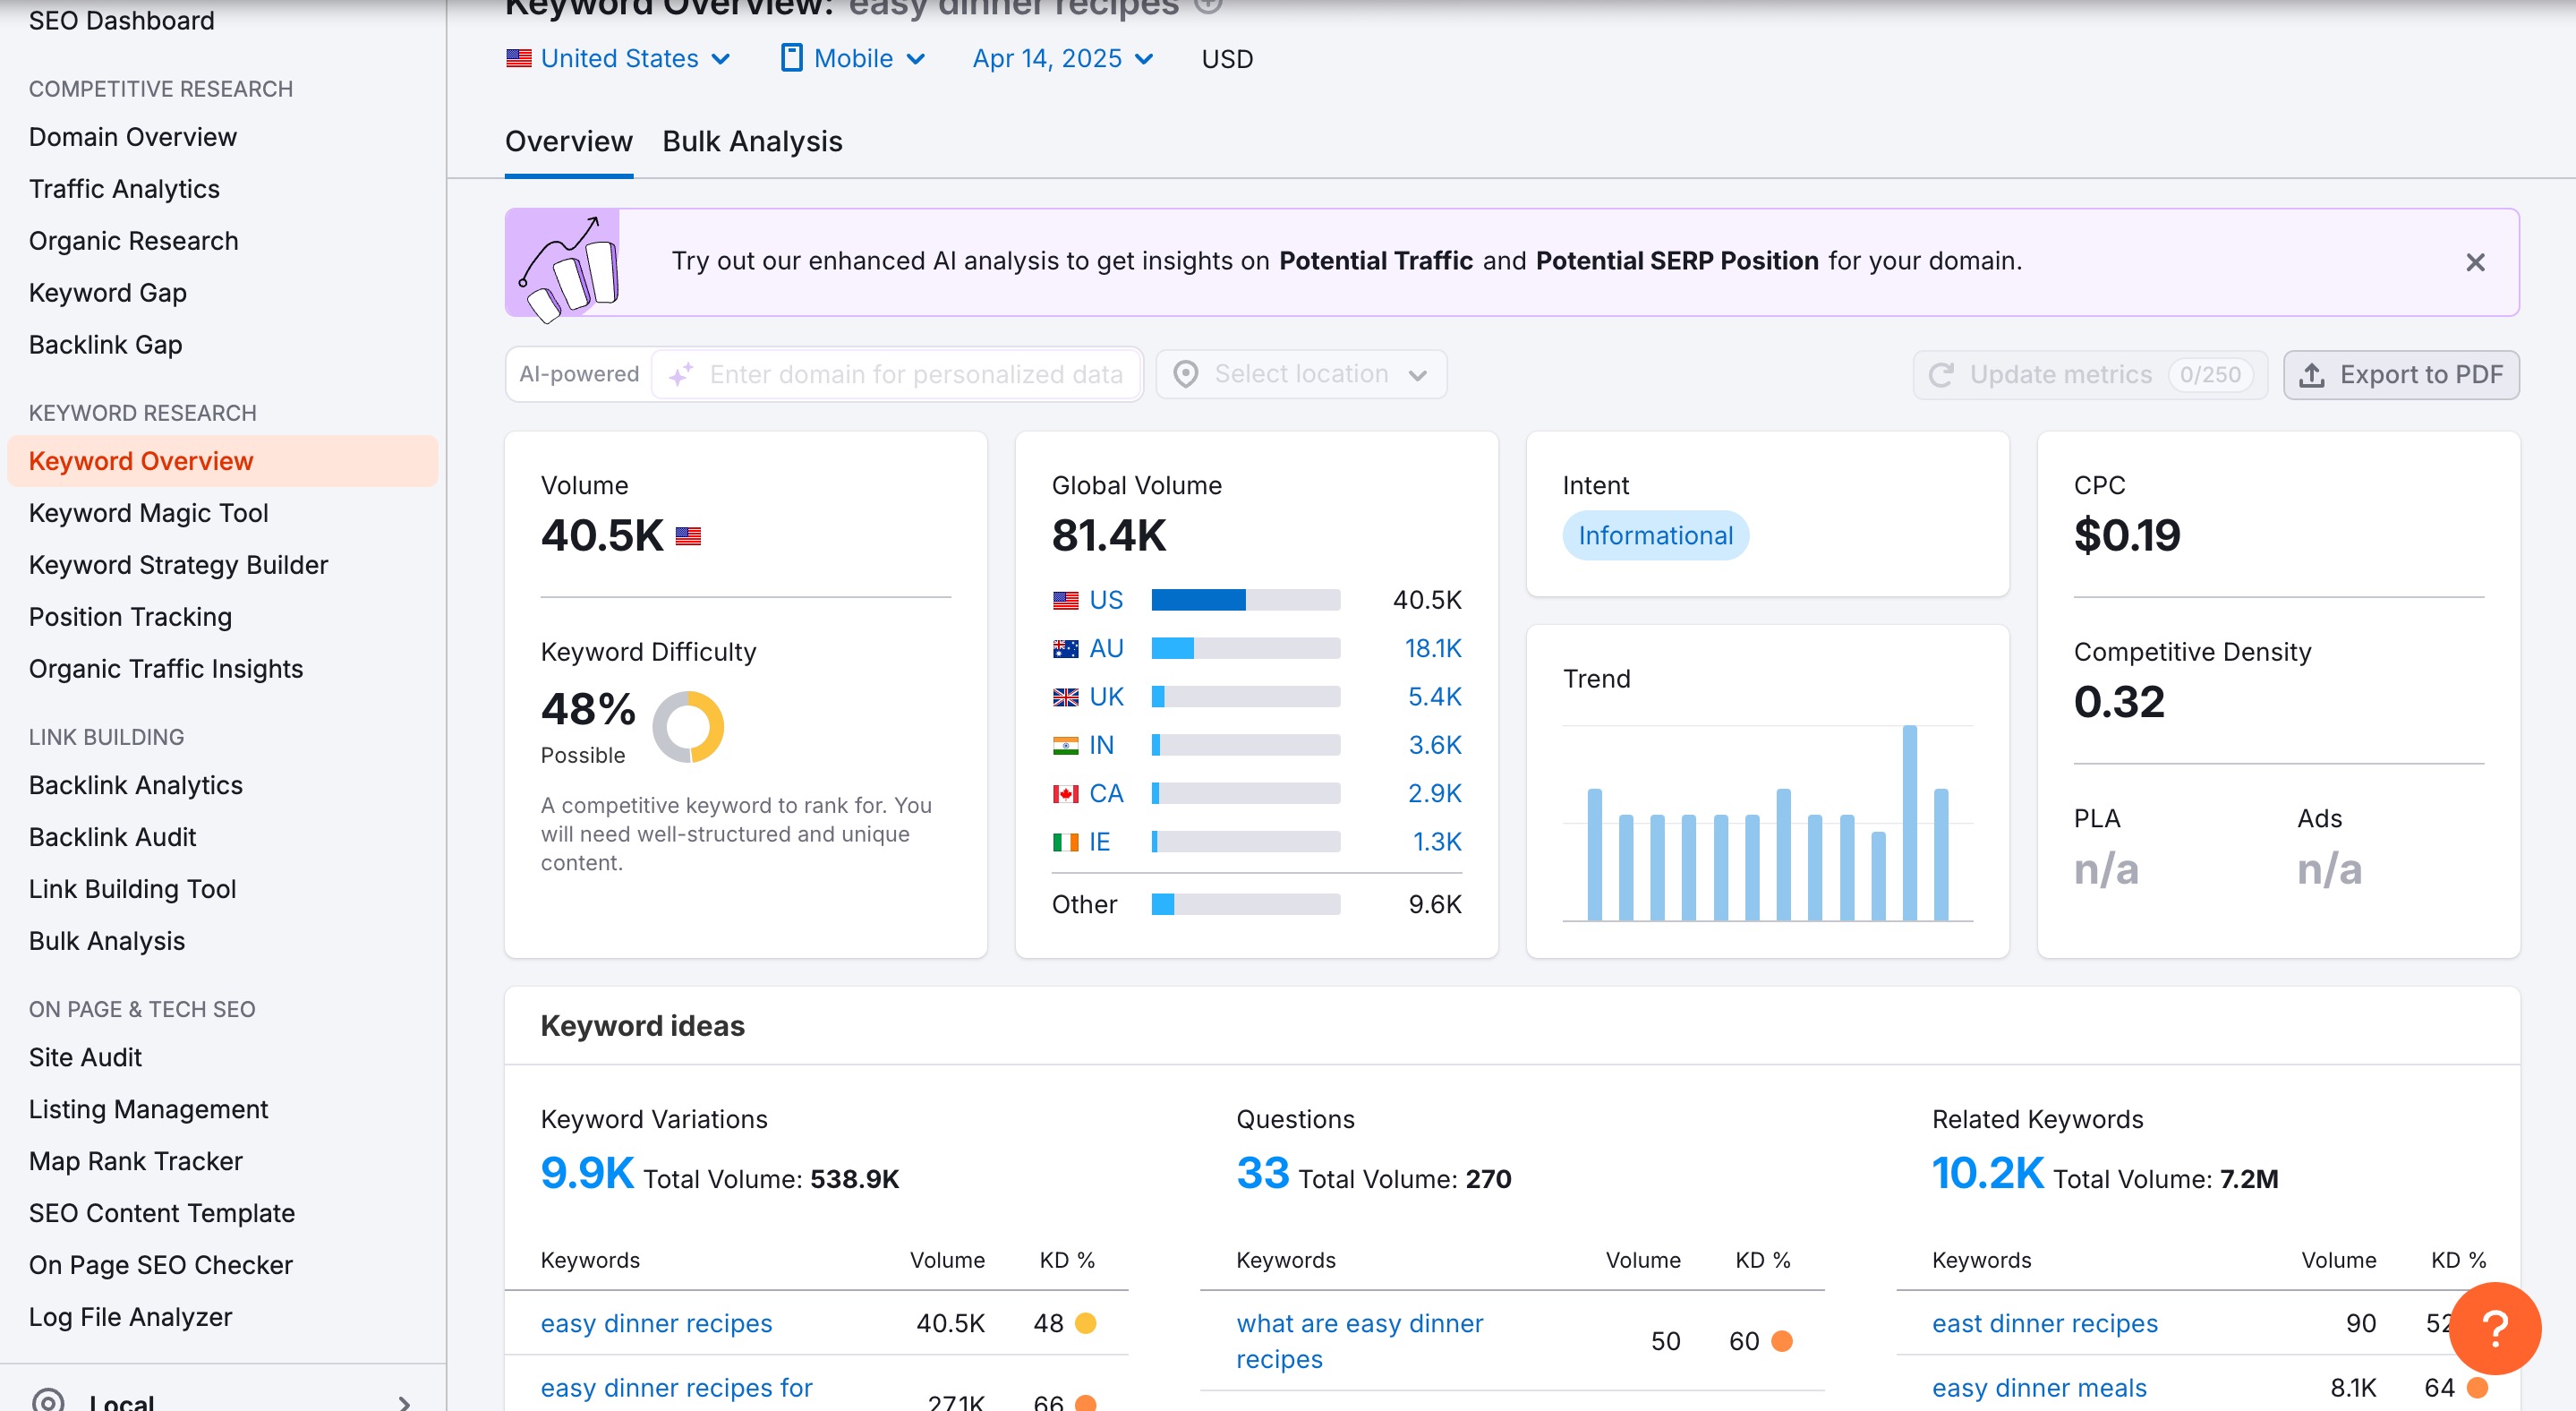 SEO Dashboard
COMPETITIVE RESEARCH
Domain Overview
Traffic Analytics
Organic Research
Keyword Gap
Backlink Gap
KEYWORD RESEARCH
Keyword Overview
Keyword Magic Tool
Keyword Strategy Builder
Position Tracking
Organic Traffic Insights
LINK BUILDING
Backlink Analytics
Backlink Audit
Link Building Tool
Bulk Analysis
ON PAGE & TECH SEO
Site Audit
Listing Management
Map Rank Tracker
SEO Content Template
On Page SEO Checker
Log File Analyzer
Local
Keyword Overview: easy dinner recipes
United States Mobile Apr 14, 2025 USD
Overview Bulk Analysis
Try out our enhanced AI analysis to get insights on Potential Traffic and Potential SERP Position for your domain.
AI-powered Enter domain for personalized data Select location Update metrics 0/250 Export to PDF
Volume
40.5K
Keyword Difficulty
48%
Possible
A competitive keyword to rank for. You
will need well-structured and unique
content.
Global Volume
81.4K
US 40.5K
AU 18.1K
UK 5.4K
IN 3.6K
CA 2.9K
IE 1.3K
Other 9.6K
Intent
Informational
Trend
CPC
$0.19
Competitive Density
0.32
PLA Ads
n/a n/a
Keyword ideas
Keyword Variations
9.9K Total Volume: 538.9K
Keywords Volume KD %
easy dinner recipes 40.5K 48
easy dinner recipes for 27.1K 66
Questions
33 Total Volume: 270
Keywords Volume KD %
what are easy dinner
recipes 50 60
Related Keywords
10.2K Total Volume: 7.2M
Keywords Volume KD %
east dinner recipes 90 52
easy dinner meals 8.1K 64
?